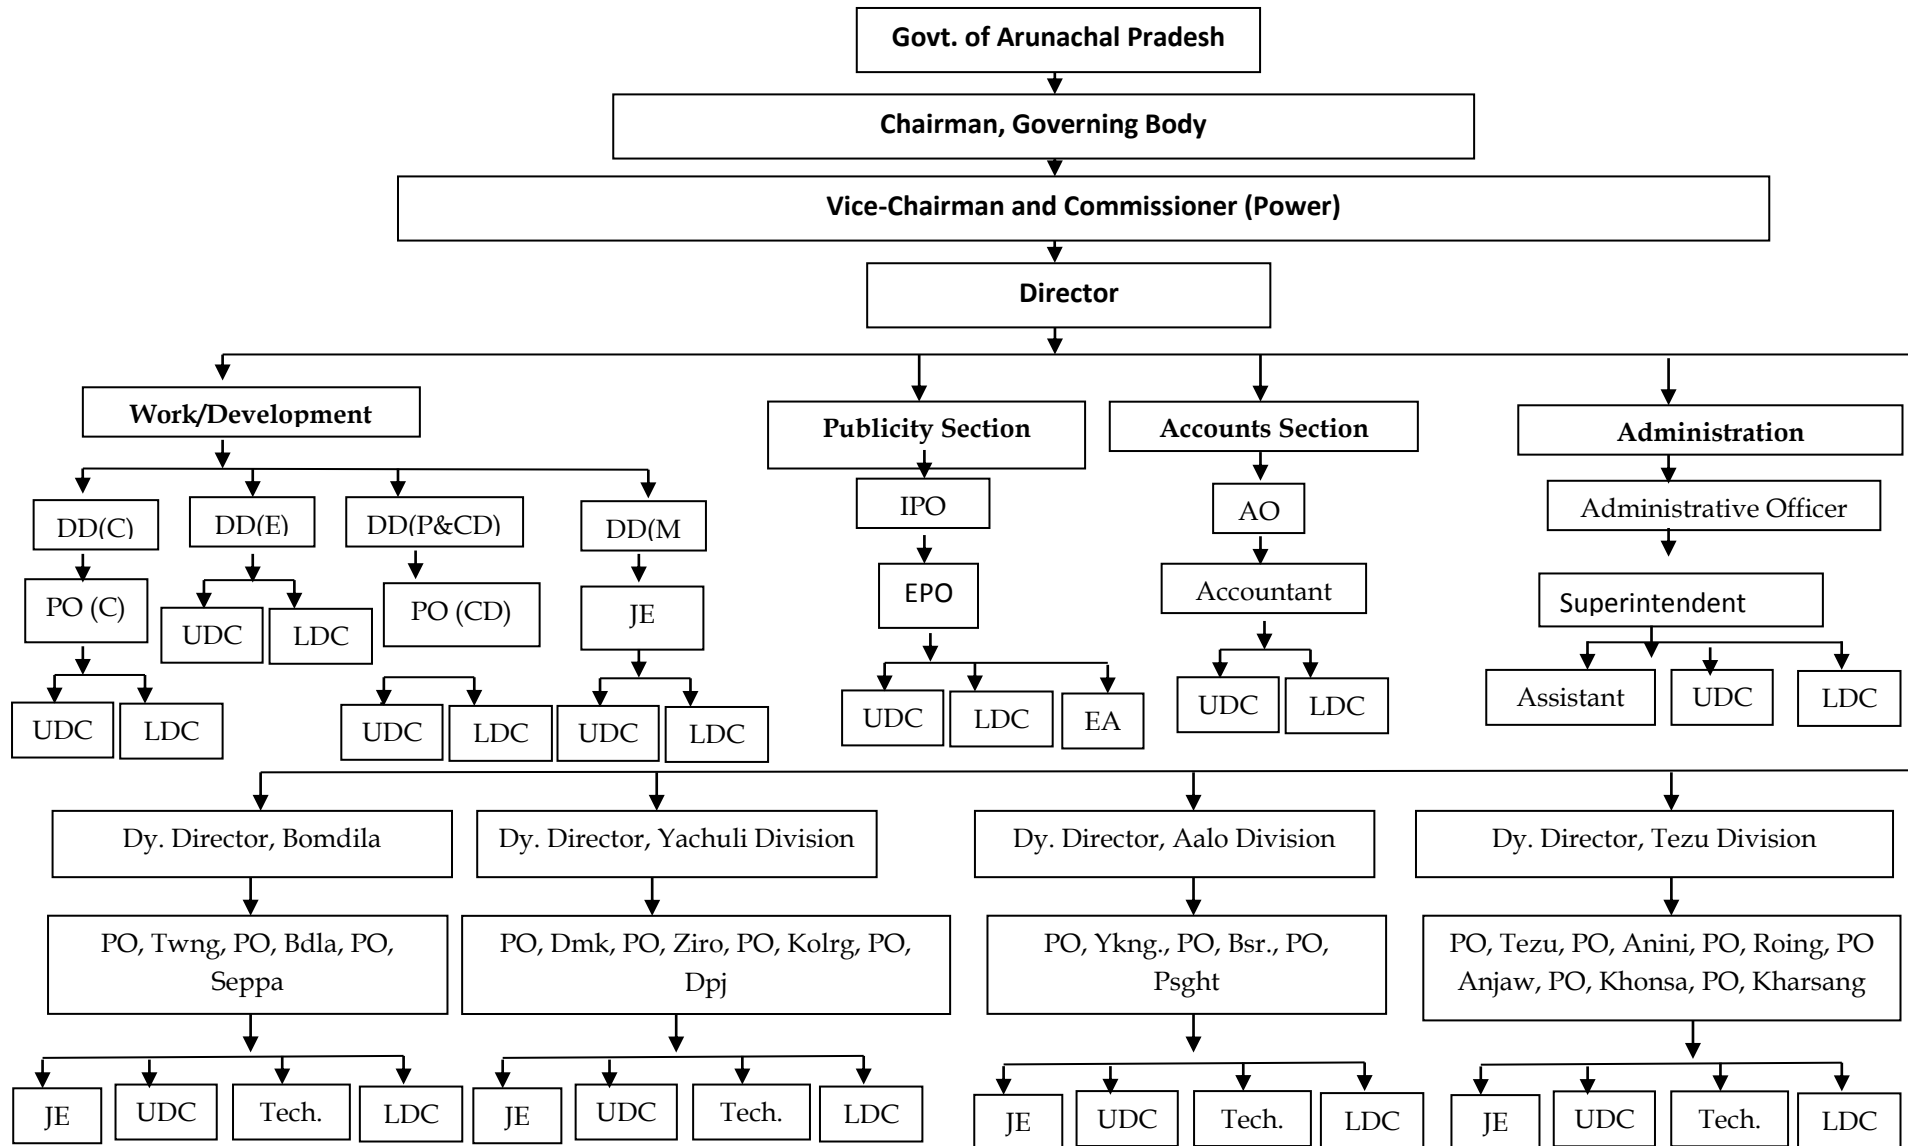 Govt. of Arunachal Pradesh
Chairman, Governing Body
Vice-Chairman and Commissioner (Power)
Director
Work/Development
Publicity Section
Accounts Section
Administration
DD(C)
DD(E)
DD(P&CD)
DD(M
IPO
AO
Administrative Officer
PO (C)
UDC
LDC
PO (CD)
JE
EPO
Accountant
Superintendent
UDC
LDC
UDC
LDC
UDC
LDC
UDC
LDC
EA
UDC
LDC
Assistant
UDC
LDC
Dy. Director, Bomdila
Dy. Director, Yachuli Division
Dy. Director, Aalo Division
Dy. Director, Tezu Division
PO, Twng, PO, Bdla, PO,
Seppa
PO, Dmk, PO, Ziro, PO, Kolrg, PO,
Dpj
PO, Ykng., PO, Bsr., PO,
Psght
PO, Tezu, PO, Anini, PO, Roing, PO
Anjaw, PO, Khonsa, PO, Kharsang
JE
UDC
Tech.
LDC
JE
UDC
Tech.
LDC
JE
UDC
Tech.
LDC
JE
UDC
Tech.
LDC